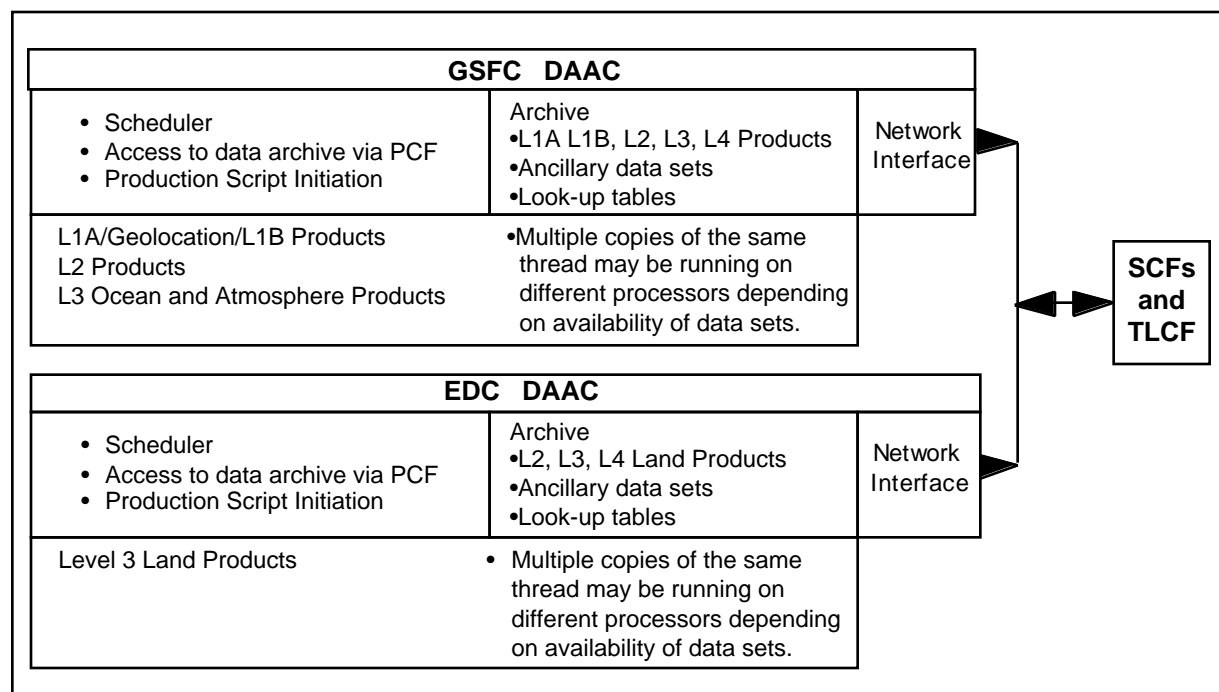 GSFC DAAC
• Scheduler
• Access to data archive via PCF
• Production Script Initiation
Archive
•L1A L1B, L2, L3, L4 Products
•Ancillary data sets
•Look-up tables
Network
Interface
L1A/Geolocation/L1B Products
L2 Products
L3 Ocean and Atmosphere Products
•Multiple copies of the same
thread may be running on
different processors depending
on availability of data sets.
SCFs
and
TLCF
EDC DAAC
• Scheduler
• Access to data archive via PCF
• Production Script Initiation
Archive
•L2, L3, L4 Land Products
•Ancillary data sets
•Look-up tables
Network
Interface
Level 3 Land Products
• Multiple copies of the same
thread may be running on
different processors depending
on availability of data sets.